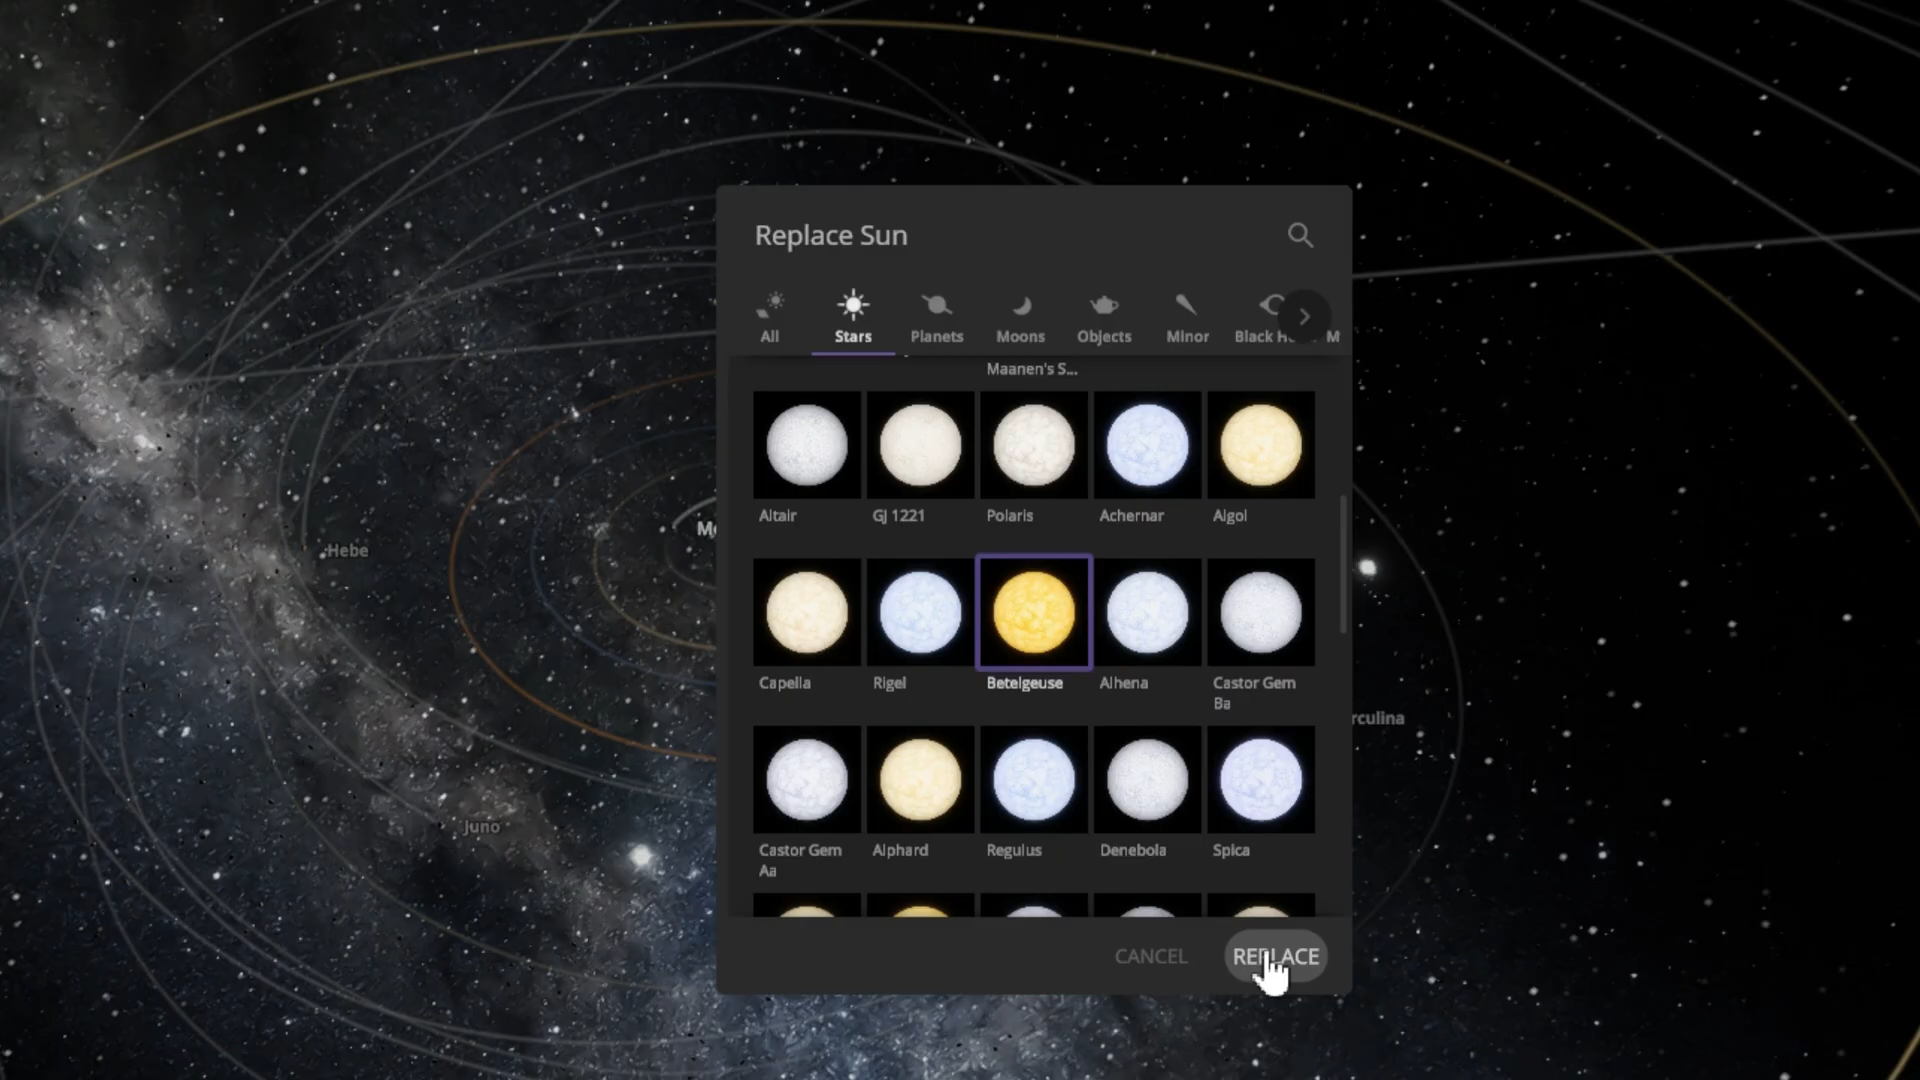 Replace Sun
All
Stars
Planets
Moons
Objects
Minor
Black H
M
Maanen's S...
Altair
GJ 1221
Polaris
Achernar
Algol
Capella
Rigel
Betelgeuse
Alhena
Castor Gem
Ba
Castor Gem
Aa
Alphard
Regulus
Denebola
Spica
CANCEL
REPLACE
Hebe
Juno
M
rculina